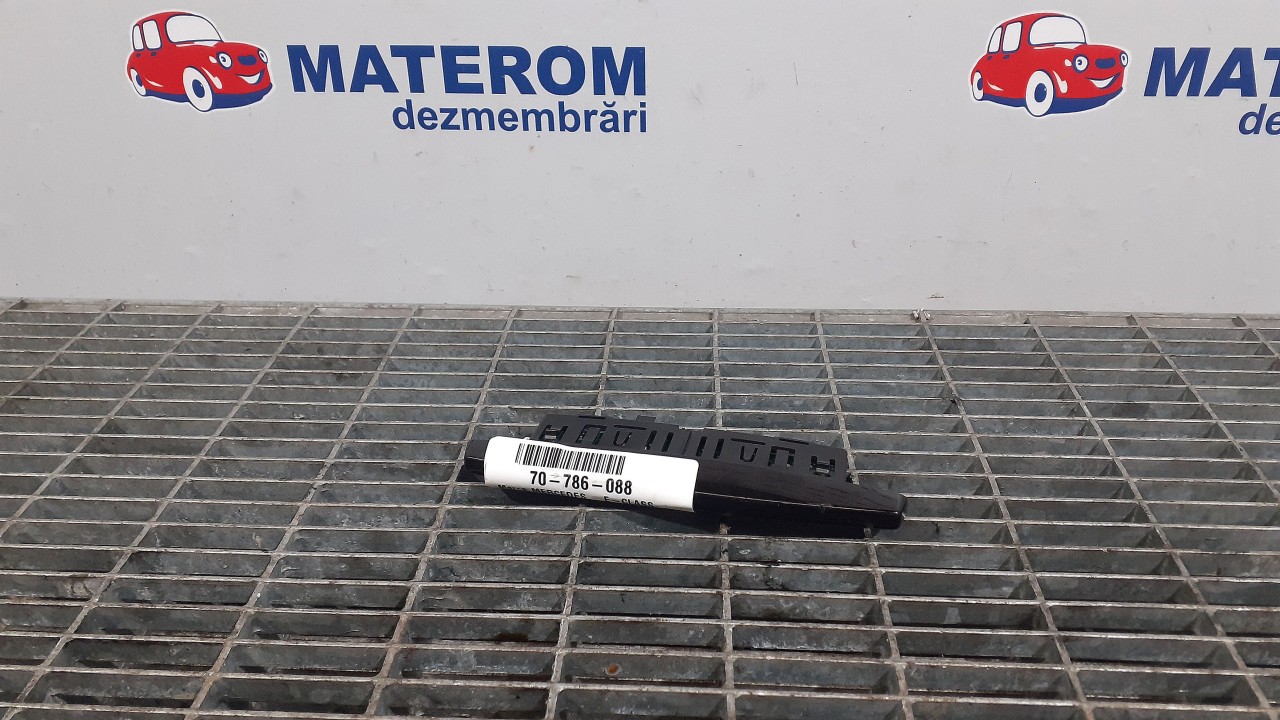 MATEROM
dezmembrări
MAT
de
70-786-088
MERCEDES E-CLASS